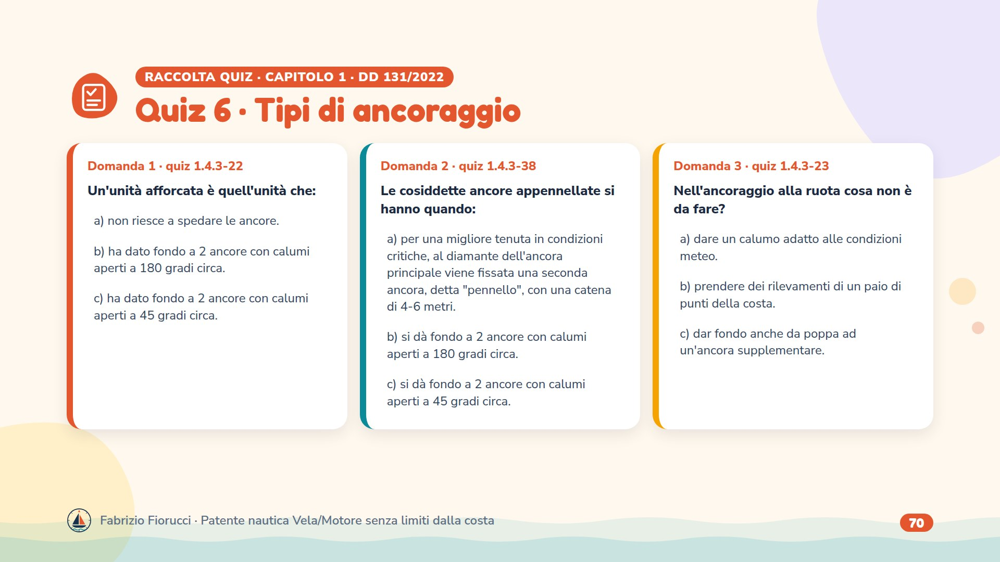 RACCOLTA QUIZ · CAPITOLO 1 · DD 131/2022
Quiz 6 · Tipi di ancoraggio
Domanda 1 · quiz 1.4.3-22
Un'unità afforcata è quell'unità che:
a) non riesce a spedare le ancore.
b) ha dato fondo a 2 ancore con calumi
aperti a 180 gradi circa.
c) ha dato fondo a 2 ancore con calumi
aperti a 45 gradi circa.
Domanda 2 · quiz 1.4.3-38
Le cosiddette ancore appennellate si
hanno quando:
a) per una migliore tenuta in condizioni
critiche, al diamante dell'ancora
principale viene fissata una seconda
ancora, detta "pennello", con una catena
di 4-6 metri.
b) si dà fondo a 2 ancore con calumi
aperti a 180 gradi circa.
c) si dà fondo a 2 ancore con calumi
aperti a 45 gradi circa.
Domanda 3 · quiz 1.4.3-23
Nell'ancoraggio alla ruota cosa non è
da fare?
a) dare un calumo adatto alle condizioni
meteo.
b) prendere dei rilevamenti di un paio di
punti della costa.
c) dar fondo anche da poppa ad
un'ancora supplementare.
Fabrizio Fiorucci · Patente nautica Vela/Motore senza limiti dalla costa
70